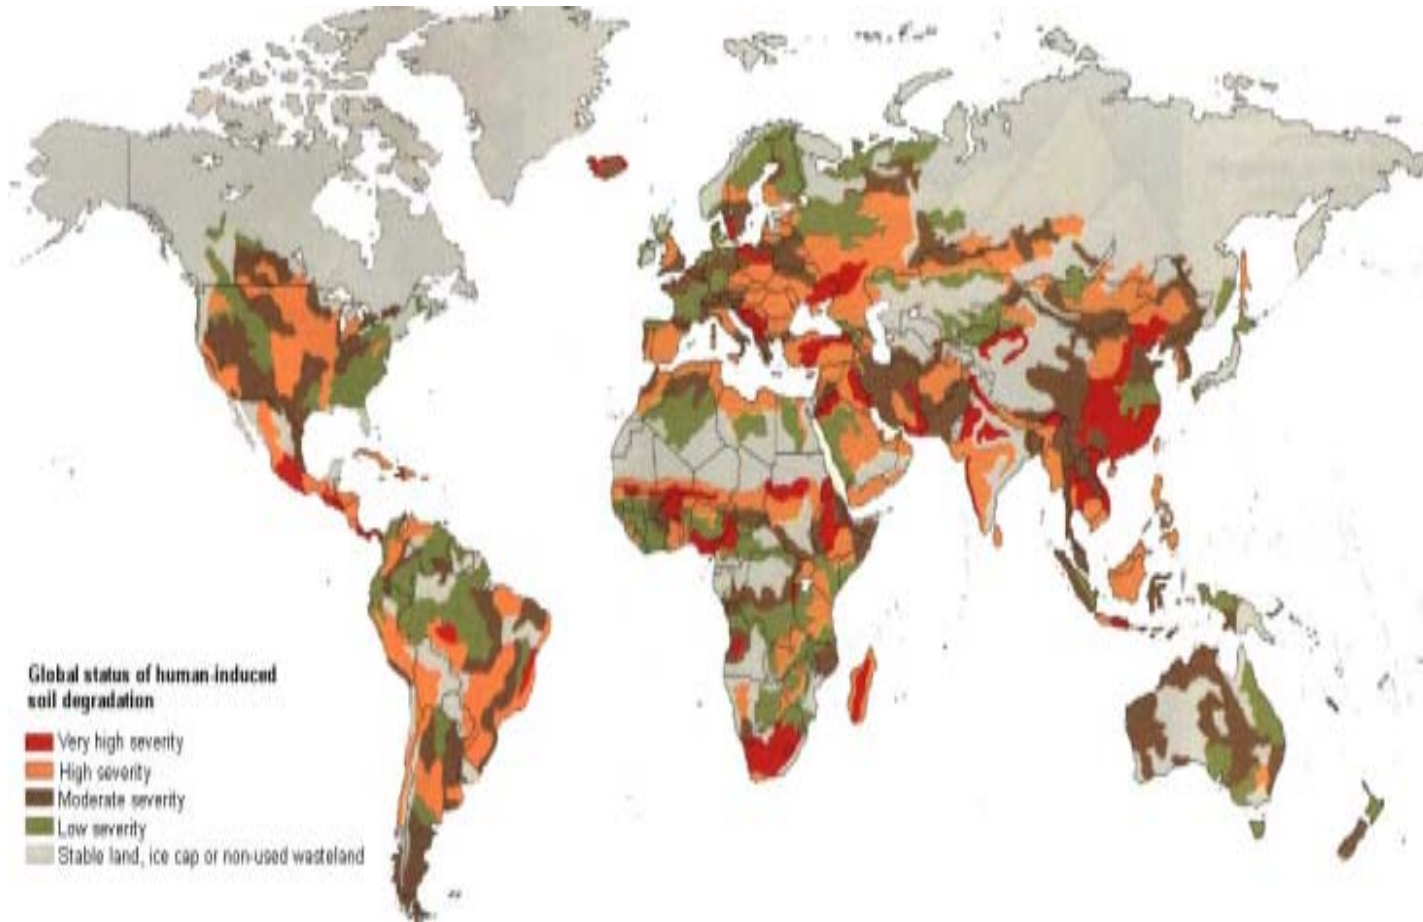 Global status of human-induced
soil degradation
Very high severity
High severity
Moderate severity
Low severity
Stable land, ice cap or non-used wasteland